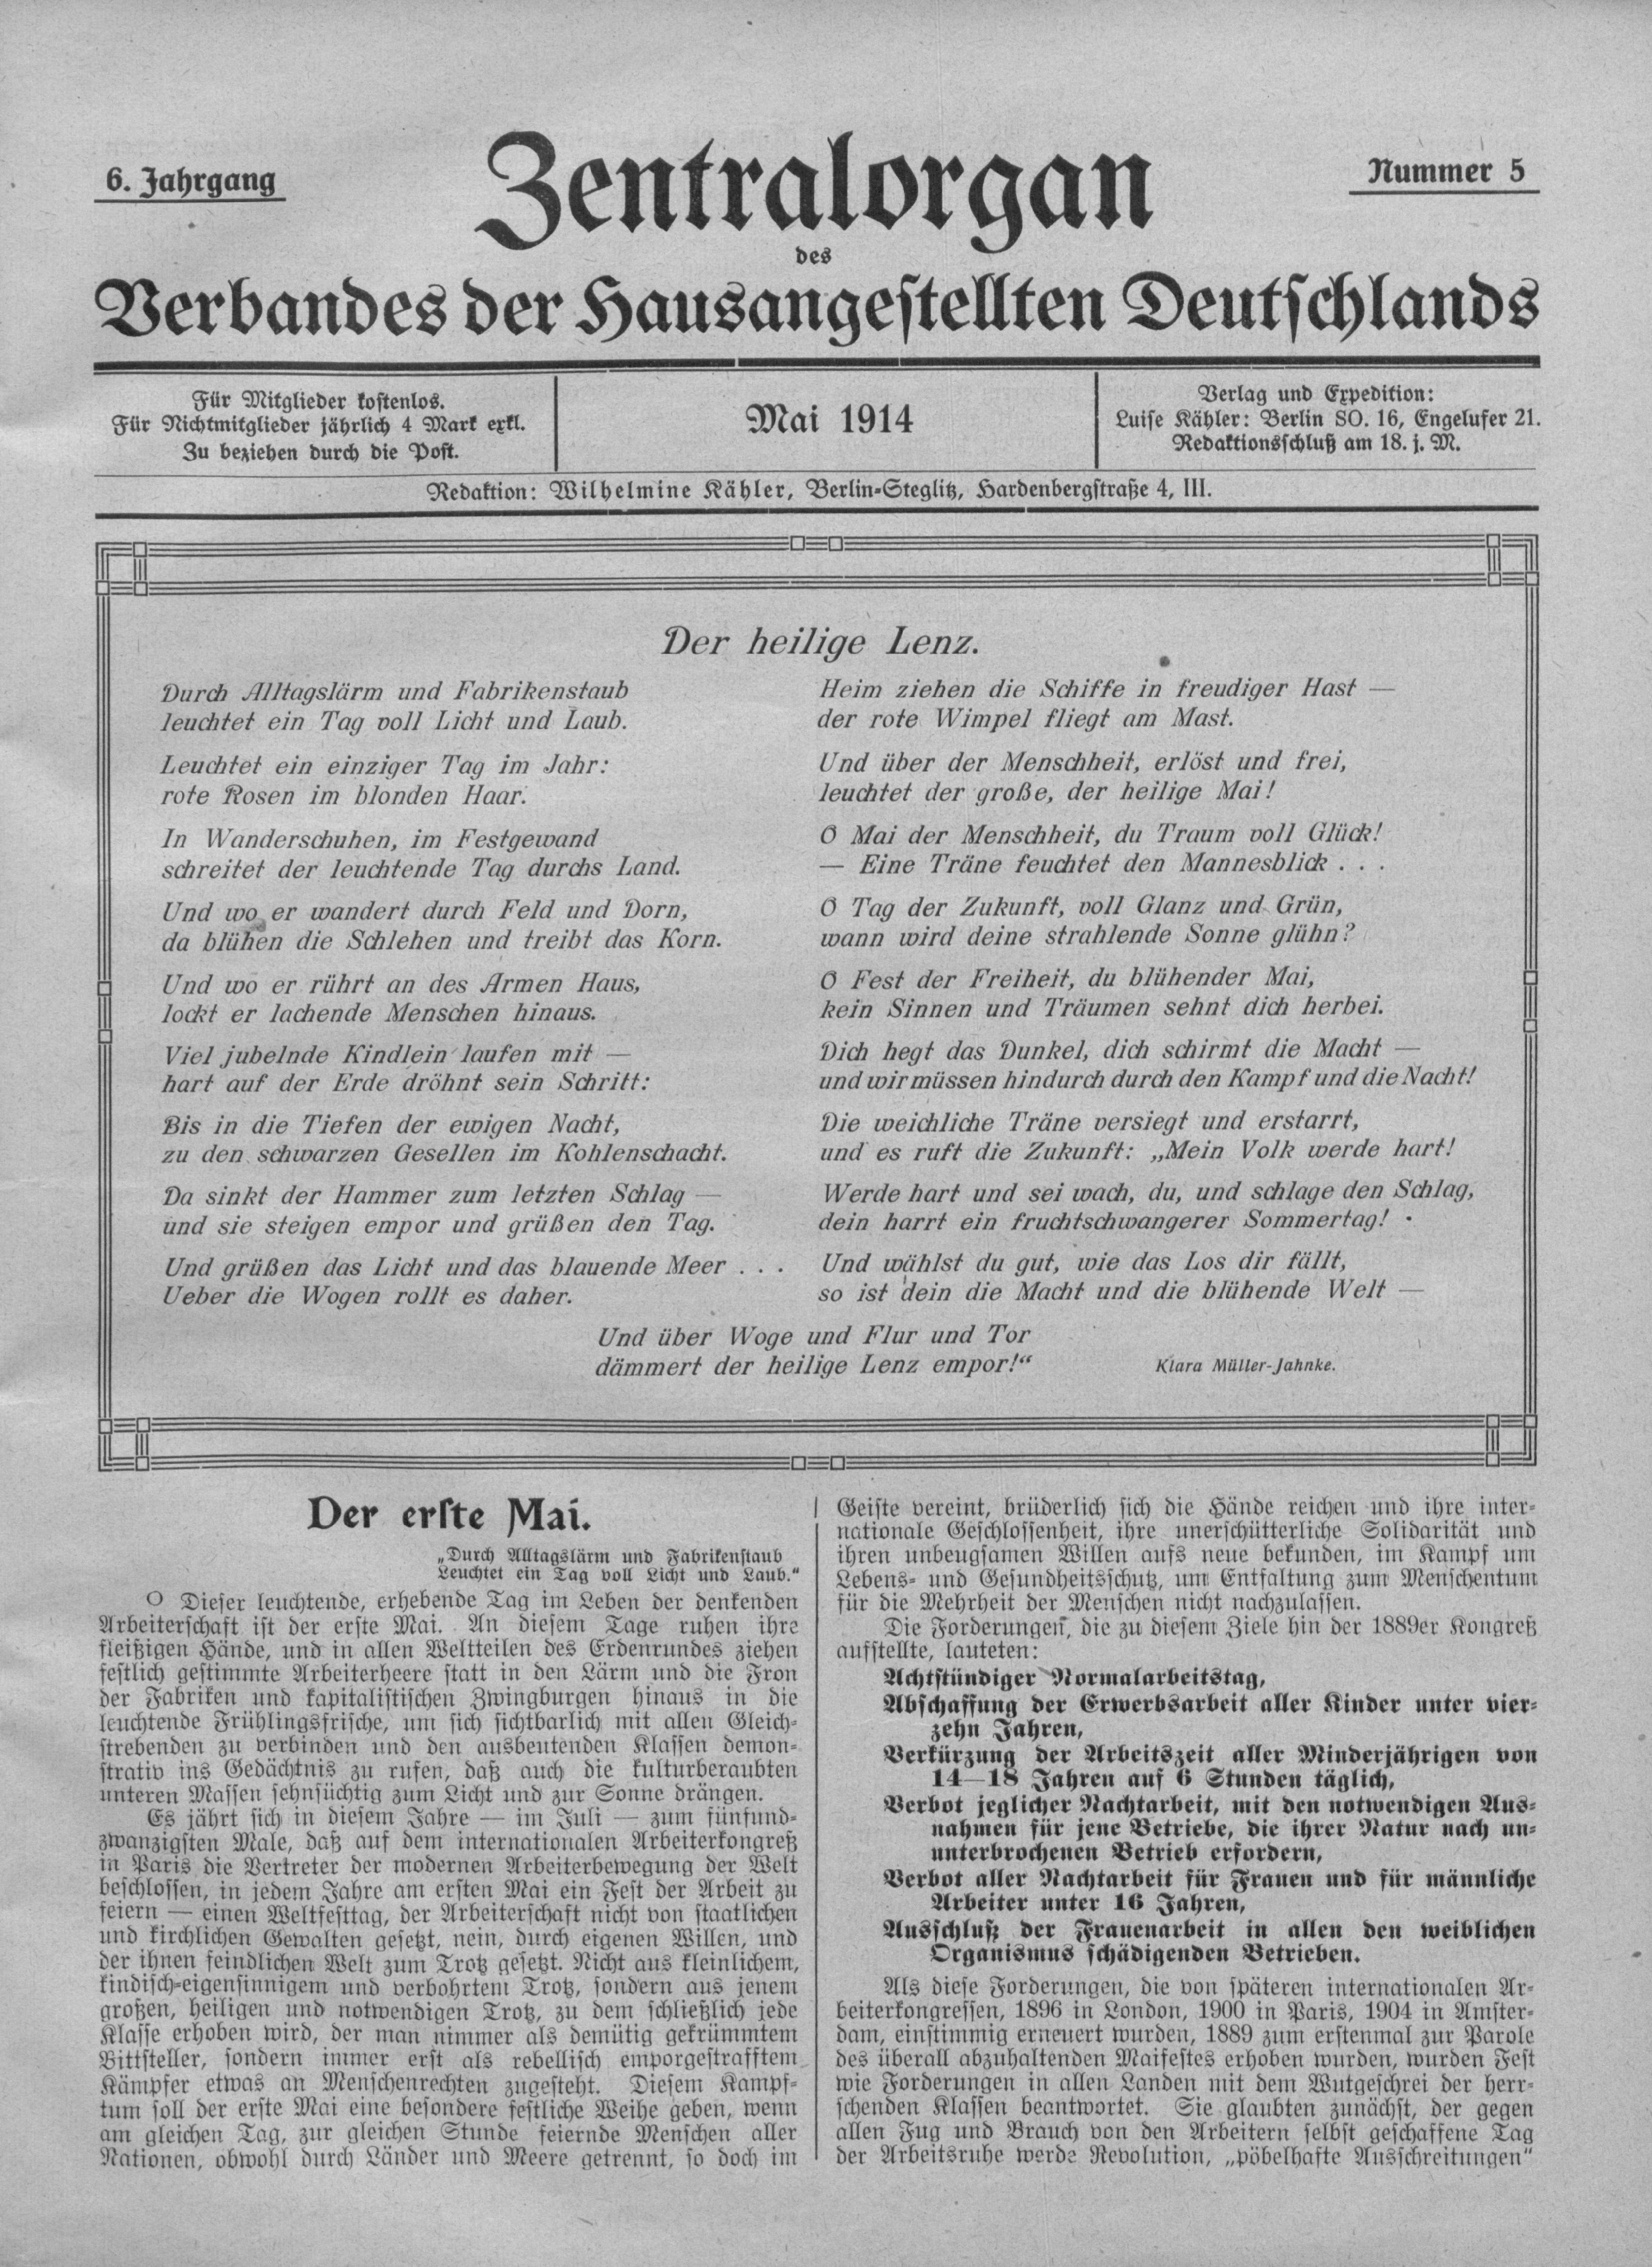 6. Jahrgang
Zentralorgan
Nummer 5
des
Verbandes der Hausangestellten Deutschlands
Für Mitglieder kostenlos.
Für Nichtmitglieder jährlich 4 Mark exkl.
Zu beziehen durch die Post.
Mai 1914
Verlag und Expedition:
Luise Kähler: Berlin SO. 16, Engelufer 21.
Redaktionsschluß am 18. j. M.
Redaktion: Wilhelmine Kähler, Berlin-Steglitz, Hardenbergstraße 4, III.
Der heilige Lenz.
Durch Alltagslärm und Fabrikenstaub
leuchtet ein Tag voll Licht und Laub.
Leuchtet ein einziger Tag im Jahr:
rote Rosen im blonden Haar.
In Wanderschuhen, im Festgewand
schreitet der leuchtende Tag durchs Land.
Und wo er wandert durch Feld und Dorn,
da blühen die Schlehen und treibt das Korn.
Und wo er rührt an des Armen Haus,
lockt er lachende Menschen hinaus.
Viel jubelnde Kindlein laufen mit —
hart auf der Erde dröhnt sein Schritt:
Bis in die Tiefen der ewigen Nacht,
zu den schwarzen Gesellen im Kohlenschacht.
Da sinkt der Hammer zum letzten Schlag —
und sie steigen empor und grüßen den Tag.
Und grüßen das Licht und das blauende Meer . . .
Ueber die Wogen rollt es daher.
Heim ziehen die Schiffe in freudiger Hast —
der rote Wimpel fliegt am Mast.
Und über der Menschheit, erlöst und frei,
leuchtet der große, der heilige Mai!
O Mai der Menschheit, du Traum voll Glück!
— Eine Träne feuchtet den Mannesblick . . .
O Tag der Zukunft, voll Glanz und Grün,
wann wird deine strahlende Sonne glühn?
O Fest der Freiheit, du blühender Mai,
kein Sinnen und Träumen sehnt dich herbei.
Dich hegt das Dunkel, dich schirmt die Macht —
und wir müssen hindurch durch den Kampf und die Nacht!
Die weichliche Träne versiegt und erstarrt,
und es ruft die Zukunft: „Mein Volk werde hart!
Werde hart und sei wach, du, und schlage den Schlag,
dein harrt ein fruchtschwangerer Sommertag!
Und wählst du gut, wie das Los dir fällt,
so ist dein die Macht und die blühende Welt —
Und über Woge und Flur und Tor
dämmert der heilige Lenz empor!“
Klara Müller-Jahnke.
Der erste Mai.
„Durch Alltagslärm und Fabrikenstaub
Leuchtet ein Tag voll Licht und Laub.“
O Dieser leuchtende, erhebende Tag im Leben der denkenden
Arbeiterschaft ist der erste Mai. An diesem Tage ruhen ihre
fleißigen Hände, und in allen Weltteilen des Erdenrundes ziehen
festlich gestimmte Arbeiterheere statt in den Lärm und die Fron
der Fabriken und kapitalistischen Zwingburgen hinaus in die
leuchtende Frühlingsfrische, um sich sichtbarlich mit allen Gleich-
strebenden zu verbinden und den ausbeutenden Klassen demon-
strativ ins Gedächtnis zu rufen, daß auch die kulturberaubten
unteren Massen sehnsüchtig zum Licht und zur Sonne drängen.
Es jährt sich in diesem Jahre — im Juli — zum fünfund-
zwanzigsten Male, daß auf dem internationalen Arbeiterkongreß
in Paris die Vertreter der modernen Arbeiterbewegung der Welt
beschlossen, in jedem Jahre am ersten Mai ein Fest der Arbeit zu
feiern — einen Weltfesttag, der Arbeiterschaft nicht von staatlichen
und kirchlichen Gewalten gesetzt, nein, durch eigenen Willen, und
der ihnen feindlichen Welt zum Trotz gesetzt. Nicht aus kleinlichem,
kindisch-eigensinnigem und verbohrtem Trotz, sondern aus jenem
großen, heiligen und notwendigen Trotz, zu dem schließlich jede
Klasse erhoben wird, der man nimmer als demütig gekrümmtem
Bittsteller, sondern immer erst als rebellisch emporgestrafftem
Kämpfer etwas an Menschenrechten zugesteht. Diesem Kampf-
tum soll der erste Mai eine besondere festliche Weihe geben, wenn
am gleichen Tag, zur gleichen Stunde feiernde Menschen aller
Nationen, obwohl durch Länder und Meere getrennt, so doch im
Geiste vereint, brüderlich sich die Hände reichen und ihre inter-
nationale Geschlossenheit, ihre unerschütterliche Solidarität und
ihren unbeugsamen Willen aufs neue bekunden, im Kampf um
Lebens- und Gesundheitsschutz, um Entfaltung zum Menschentum
für die Mehrheit der Menschen nicht nachzulassen.
Die Forderungen, die zu diesem Ziele hin der 1889er Kongreß
aufstellte, lauteten:
Achtstündiger Normalarbeitstag,
Abschaffung der Erwerbsarbeit aller Kinder unter vier-
zehn Jahren,
Verkürzung der Arbeitszeit aller Minderjährigen von
14—18 Jahren auf 6 Stunden täglich,
Verbot jeglicher Nachtarbeit, mit den notwendigen Aus-
nahmen für jene Betriebe, die ihrer Natur nach un-
unterbrochenen Betrieb erfordern,
Verbot aller Nachtarbeit für Frauen und für männliche
Arbeiter unter 16 Jahren,
Ausschluß der Frauenarbeit in allen den weiblichen
Organismus schädigenden Betrieben.
Als diese Forderungen, die von späteren internationalen Ar-
beiterkongressen, 1896 in London, 1900 in Paris, 1904 in Amster-
dam, einstimmig erneuert wurden, 1889 zum erstenmal zur Parole
des überall abzuhaltenden Maifestes erhoben wurden, wurden Fest
wie Forderungen in allen Landen mit dem Wutgeschrei der herr-
schenden Klassen beantwortet. Sie glaubten zunächst, der gegen
allen Fug und Brauch von den Arbeitern selbst geschaffene Tag
der Arbeitsruhe werde Revolution, „pöbelhafte Ausschreitungen“